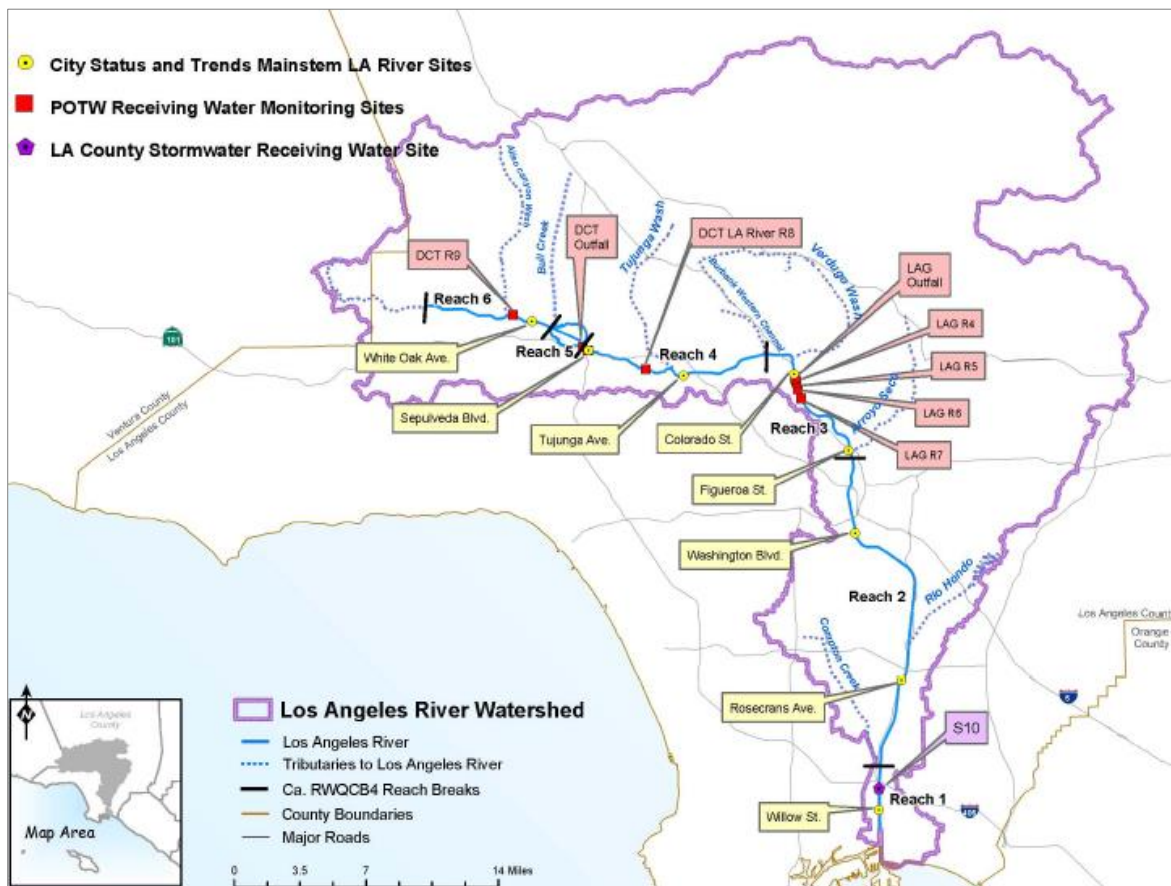 City Status and Trends Mainstem LA River Sites
POTW Receiving Water Monitoring Sites
LA County Stormwater Receiving Water Site
Aliso Canyon Wash
Bull Creek
DCT
Outfall
Tujunga Wash
DCT LA River R8
Verdugo Wash
LAG
Outfall
DCT R9
Burbank Western Channel
Reach 6
LAG R4
101
White Oak Ave.
Reach 5
Reach 4
LAG R5
Arroyo Seco
LAG R6
Ventura County
Los Angeles County
Sepulveda Blvd.
Tujunga Ave.
Colorado St.
Reach 3
LAG R7
Figueroa St.
Washington Blvd.
Rio Hondo
Reach 2
Los Angeles County
Orange
County
Compton Creek
Rosecrans Ave.
5
S10
Reach 1
Willow St.
405
N
Los Angeles
County
Map Area
Los Angeles River Watershed
Los Angeles River
Tributaries to Los Angeles River
Ca. RWQCB4 Reach Breaks
County Boundaries
Major Roads
0 3.5 7 14 Miles